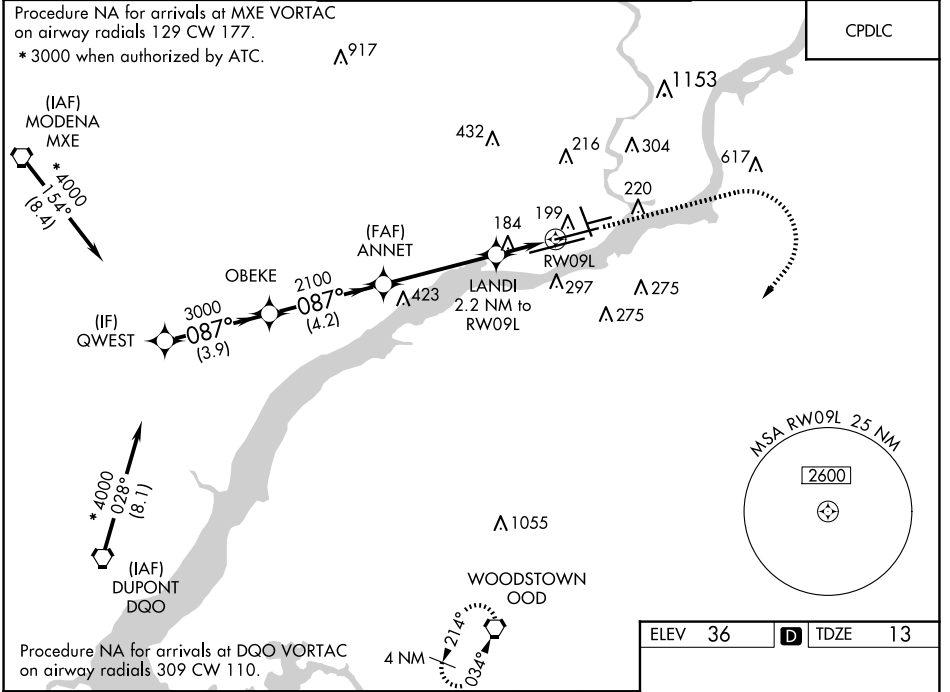 Procedure NA for arrivals at MXE VORTAC
on airway radials 129 CW 177.
* 3000 when authorized by ATC.
CPDLC
917
1153
(IAF)
MODENA
MXE
* 4000
154°
(8.4)
432
216
304
617
220
199
184
RW09L
(FAF)
ANNET
LANDI
2.2 NM to
RW09L
297
275
275
423
OBEKE
2100
087°
(4.2)
3000
087°
(3.9)
(IF)
QWEST
* 4000
028°
(8.1)
(IAF)
DUPONT
DQO
MSA RW09L 25 NM
2600
1055
WOODSTOWN
OOD
214°
034°
4 NM
Procedure NA for arrivals at DQO VORTAC
on airway radials 309 CW 110.
ELEV 36 D TDZE 13